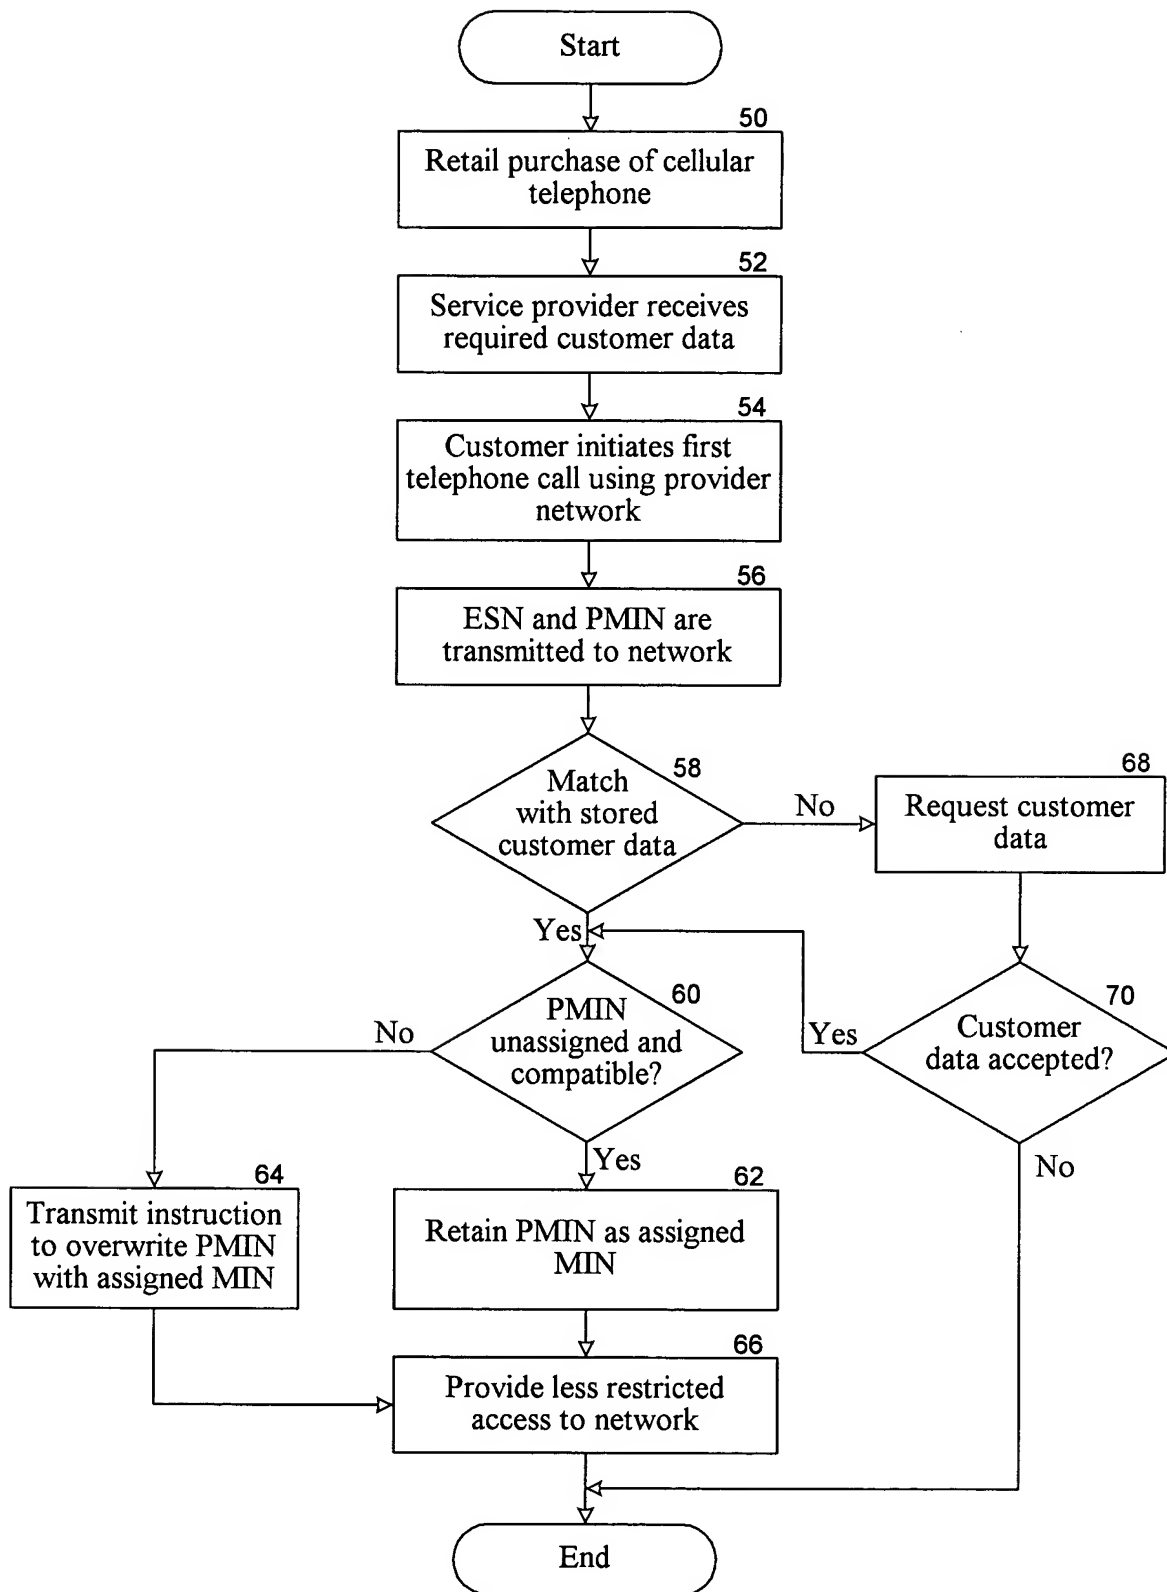 Start
50
Retail purchase of cellular
telephone
52
Service provider receives
required customer data
54
Customer initiates first
telephone call using provider
network
56
ESN and PMIN are
transmitted to network
58
Match
with stored
customer data
No
68
Request customer
data
Yes
60
PMIN
unassigned and
compatible?
No
Yes
70
Customer
data accepted?
Yes
No
64
Transmit instruction
to overwrite PMIN
with assigned MIN
62
Retain PMIN as assigned
MIN
66
Provide less restricted
access to network
End